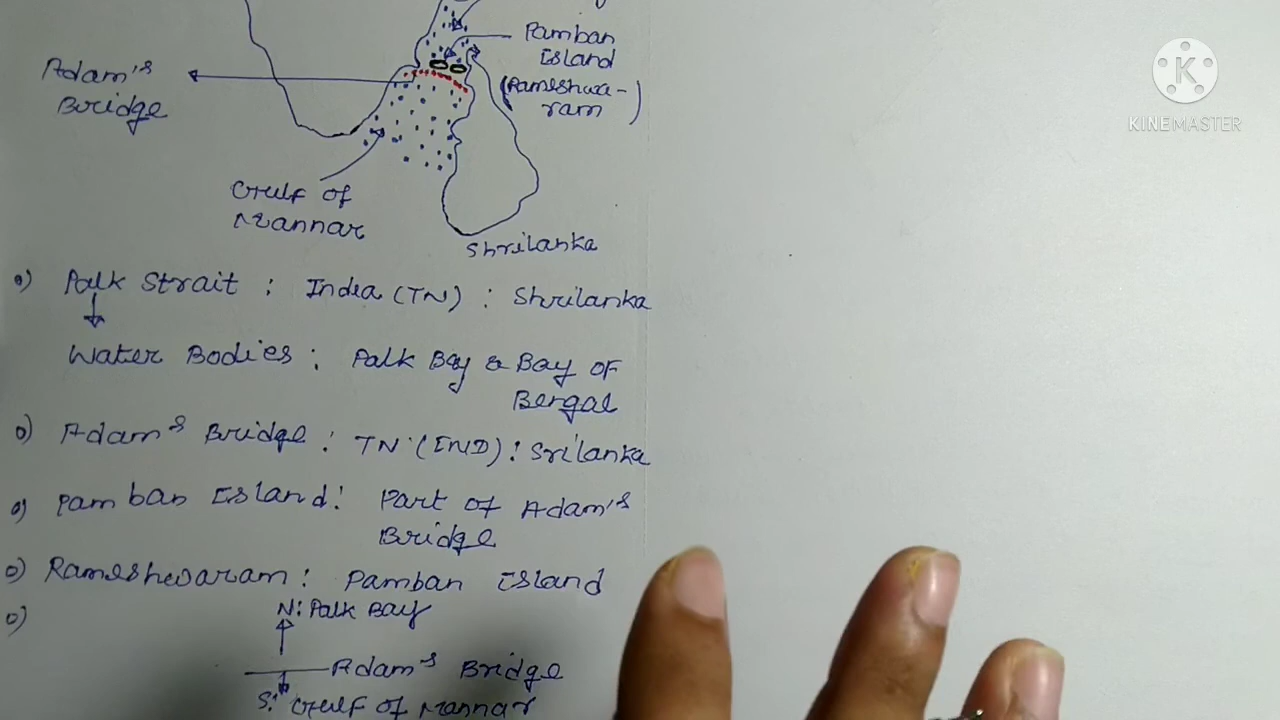 Pamban
Island
(Rameshwa-
ram)
Adam's
Bridge
Gulf of
Mannar
Shrilanka
Palk Strait : India (TN) : Shrilanka
Water Bodies : Palk Bay & Bay of
Bengal
Adam's Bridge : TN (IND) : Srilanka
Pamban Island : Part of Adam's
Bridge
Rameshwaram : Pamban Island
N: Palk Bay
Adam's Bridge
S: Gulf of Mannar
K
KINEMASTER